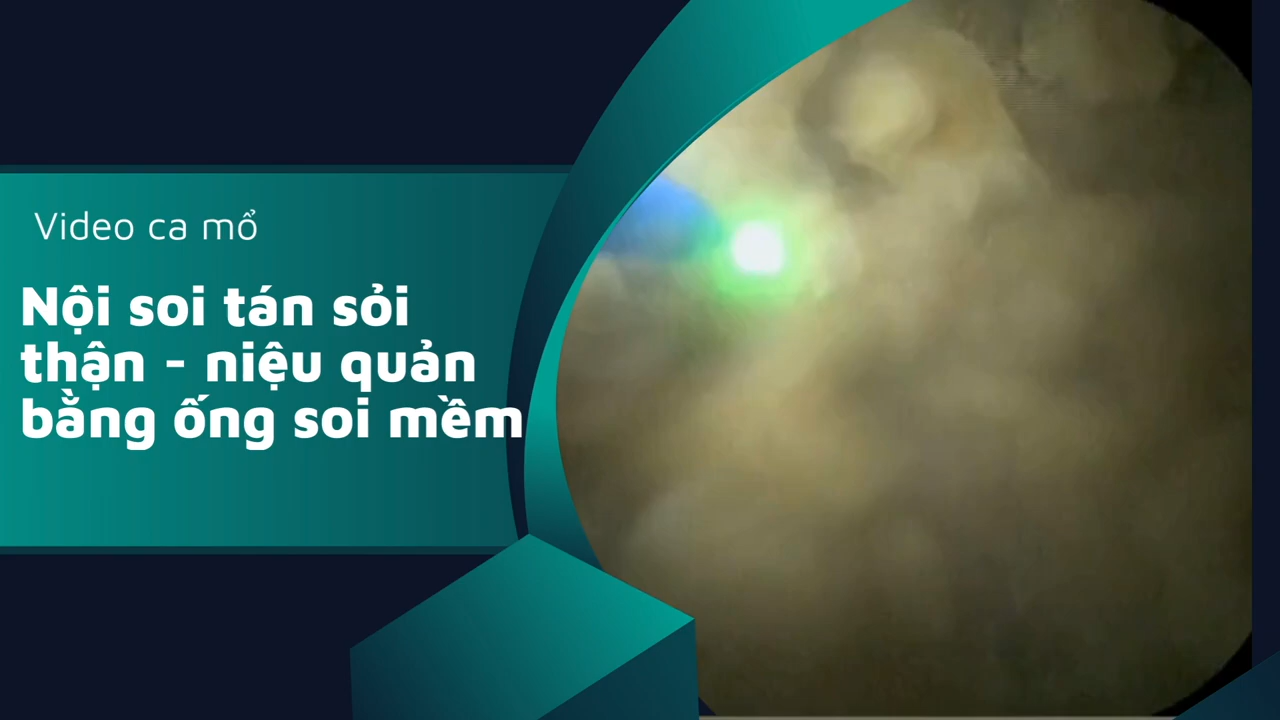 Video ca mổ
Nội soi tán sỏi
thận - niệu quản
bằng ống soi mềm